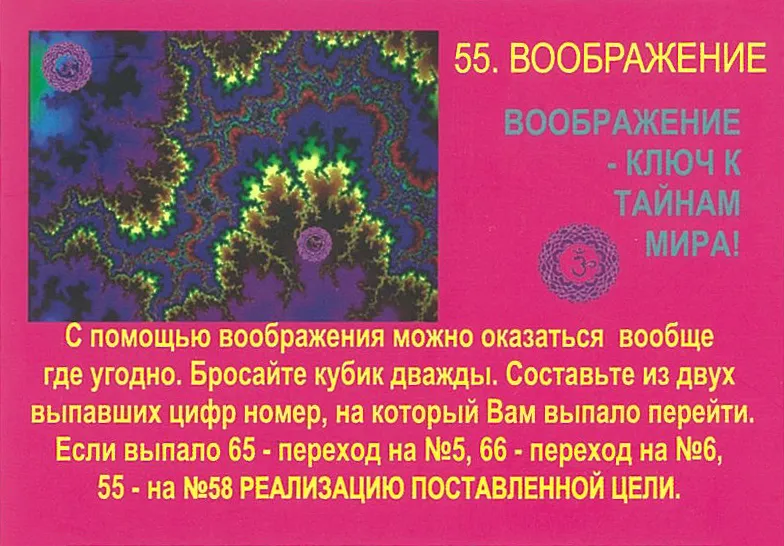 55. ВООБРАЖЕНИЕ
ВООБРАЖЕНИЕ
- КЛЮЧ К
ТАЙНАМ
МИРА!
С помощью воображения можно оказаться вообще
где угодно. Бросайте кубик дважды. Составьте из двух
выпавших цифр номер, на который Вам выпало перейти.
Если выпало 65 - переход на №5, 66 - переход на №6,
55 - на №58 РЕАЛИЗАЦИЮ ПОСТАВЛЕННОЙ ЦЕЛИ.